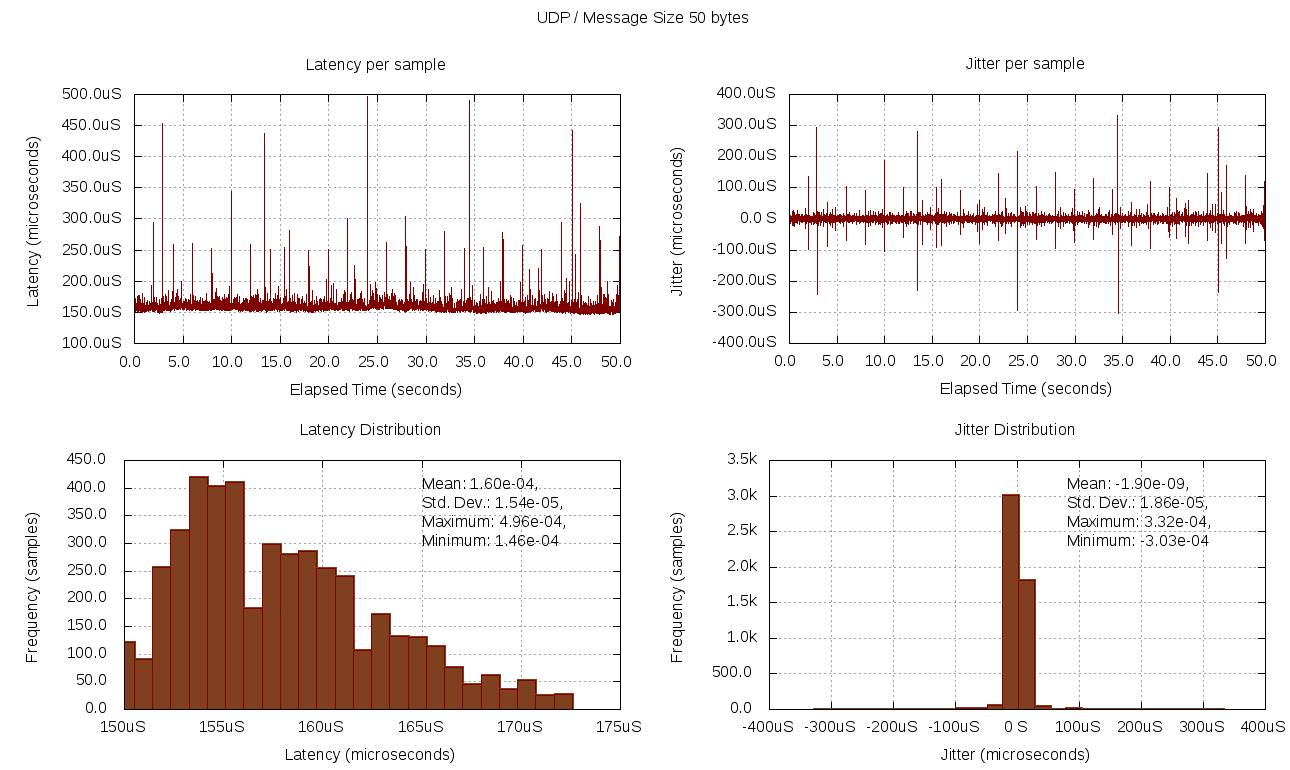 UDP / Message Size 50 bytes
Latency per sample
500.0uS
450.0uS
400.0uS
350.0uS
300.0uS
250.0uS
200.0uS
150.0uS
100.0uS
Latency (microseconds)
0.0 5.0 10.0 15.0 20.0 25.0 30.0 35.0 40.0 45.0 50.0
Elapsed Time (seconds)
Jitter per sample
400.0uS
300.0uS
200.0uS
100.0uS
0.0 S
-100.0uS
-200.0uS
-300.0uS
-400.0uS
Jitter (microseconds)
0.0 5.0 10.0 15.0 20.0 25.0 30.0 35.0 40.0 45.0 50.0
Elapsed Time (seconds)
Latency Distribution
450.0
400.0
350.0
300.0
250.0
200.0
150.0
100.0
50.0
0.0
Frequency (samples)
Mean: 1.60e-04,
Std. Dev.: 1.54e-05,
Maximum: 4.96e-04,
Minimum: 1.46e-04
150uS 155uS 160uS 165uS 170uS 175uS
Latency (microseconds)
Jitter Distribution
3.5k
3.0k
2.5k
2.0k
1.5k
1.0k
500.0
0.0
Frequency (samples)
Mean: -1.90e-09,
Std. Dev.: 1.86e-05,
Maximum: 3.32e-04,
Minimum: -3.03e-04
-400uS -300uS -200uS -100uS 0 S 100uS 200uS 300uS 400uS
Jitter (microseconds)